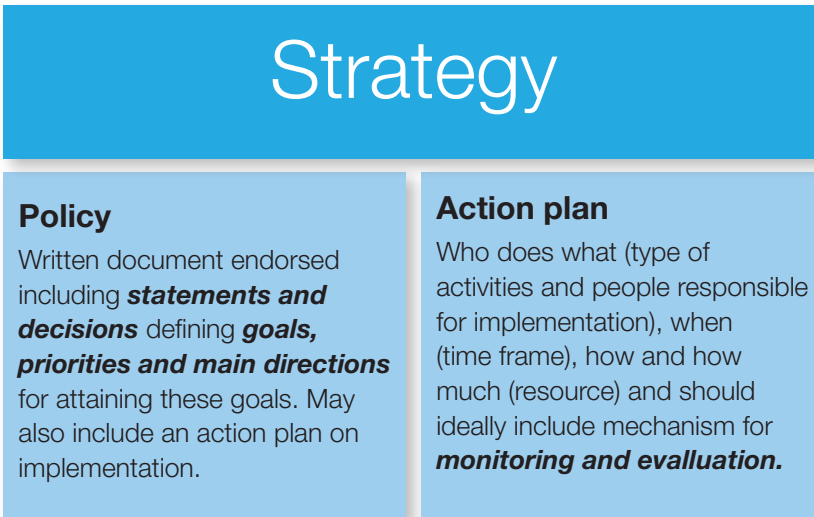 Strategy
Policy
Written document endorsed
including statements and
decisions defining goals,
priorities and main directions
for attaining these goals. May
also include an action plan on
implementation.
Action plan
Who does what (type of
activities and people responsible
for implementation), when
(time frame), how and how
much (resource) and should
ideally include mechanism for
monitoring and evalluation.